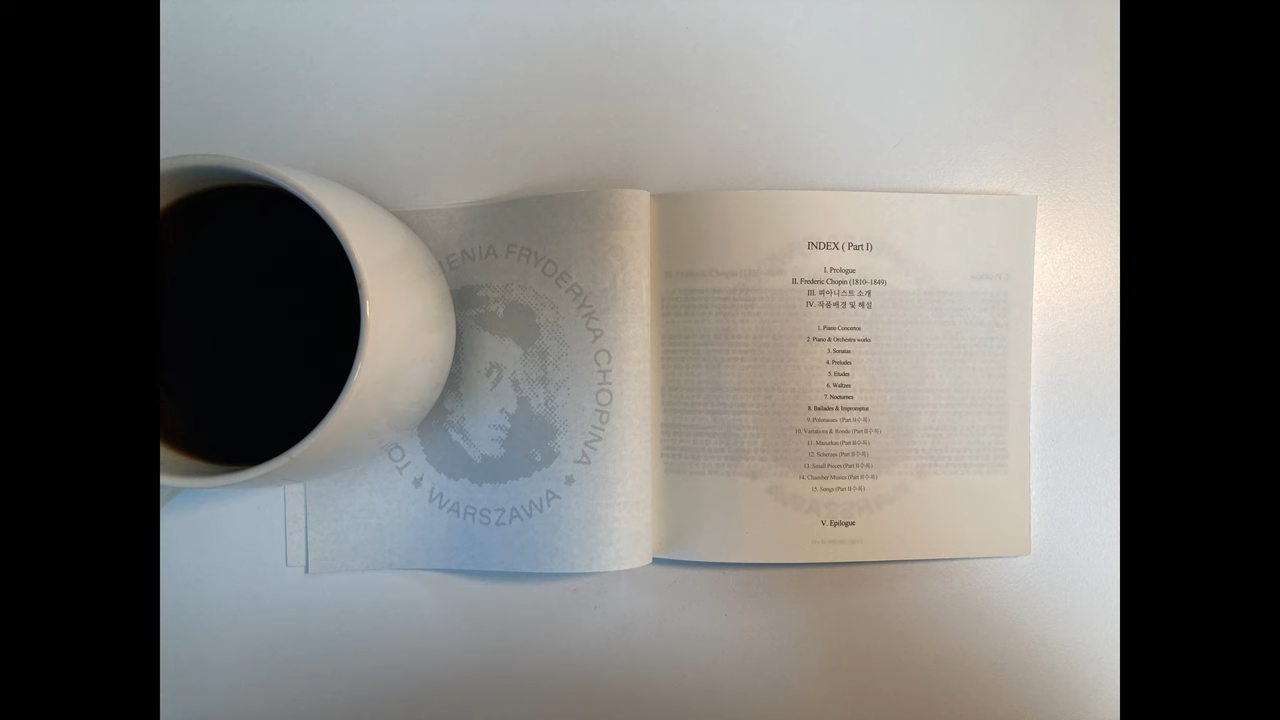 ENIA FRYDERYKA CHOPINA
TO
★ WARSZAWA ★
INDEX ( Part I)
I. Prologue
II. Frederic Chopin (1810–1849)
III. 피아니스트 소개
IV. 작품배경 및 해설
1. Piano Concertos
2. Piano & Orchestra works
3. Sonatas
4. Preludes
5. Etudes
6. Waltzes
7. Nocturnes
8. Ballades & Impromptus
9. Polonaises (Part II수록)
10. Variations & Rondo (Part II수록)
11. Mazurkas (Part II수록)
12. Scherzos (Part II수록)
13. Small Pieces (Part II수록)
14. Chamber Musics (Part II수록)
15. Songs (Part II수록)
V. Epilogue